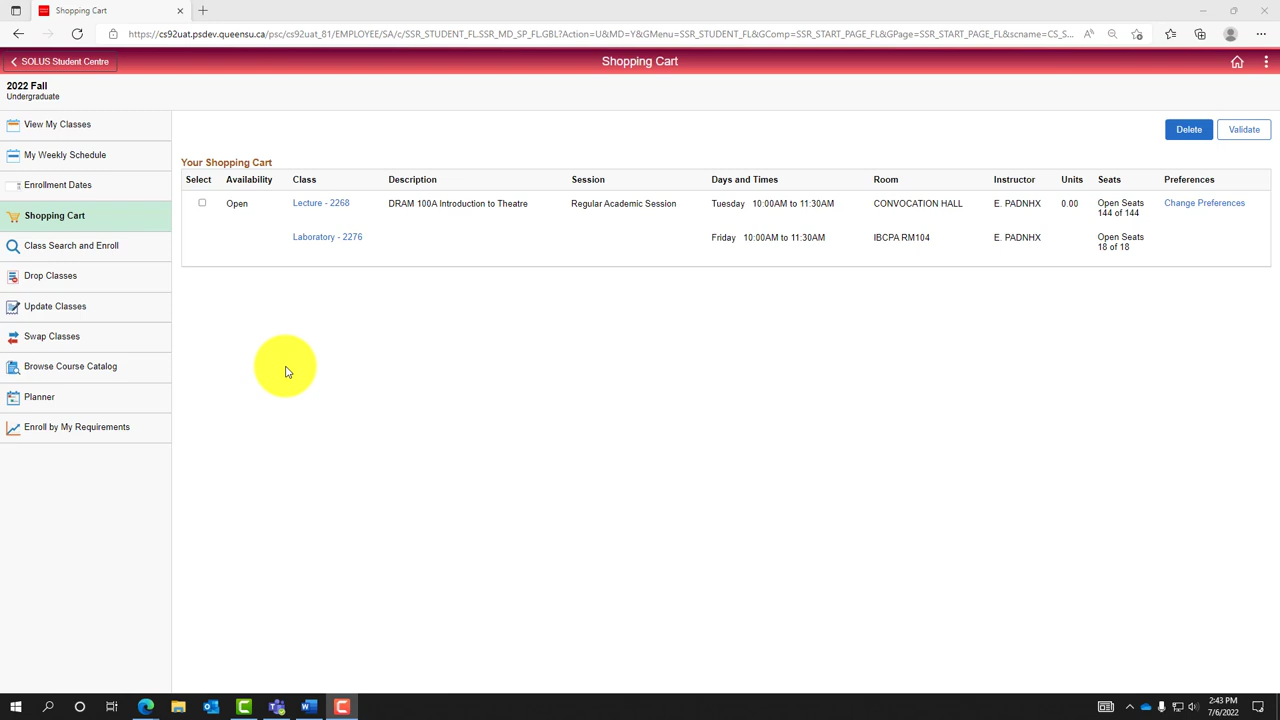 Shopping Cart
https://cs92uat.psdev.queensu.ca/psc/cs92uat_81/EMPLOYEE/SA/c/SSR_STUDENT_FL.SSR_MD_SP_FL.GBL?Action=U&MD=Y&GMenu=SSR_STUDENT_FL&GComp=SSR_START_PAGE_FL&GPage=SSR_START_PAGE_FL&scname=CS_S...
SOLUS Student Centre
Shopping Cart
2022 Fall
Undergraduate
View My Classes
My Weekly Schedule
Enrollment Dates
Shopping Cart
Class Search and Enroll
Drop Classes
Update Classes
Swap Classes
Browse Course Catalog
Planner
Enroll by My Requirements
Delete Validate
Your Shopping Cart
Select Availability Class Description Session Days and Times Room Instructor Units Seats Preferences
Open Lecture - 2268 DRAM 100A Introduction to Theatre Regular Academic Session Tuesday 10:00AM to 11:30AM CONVOCATION HALL E. PADNHX 0.00 Open Seats Change Preferences
144 of 144
Laboratory - 2276 Friday 10:00AM to 11:30AM IBCPA RM104 E. PADNHX Open Seats
18 of 18
2:43 PM
7/6/2022